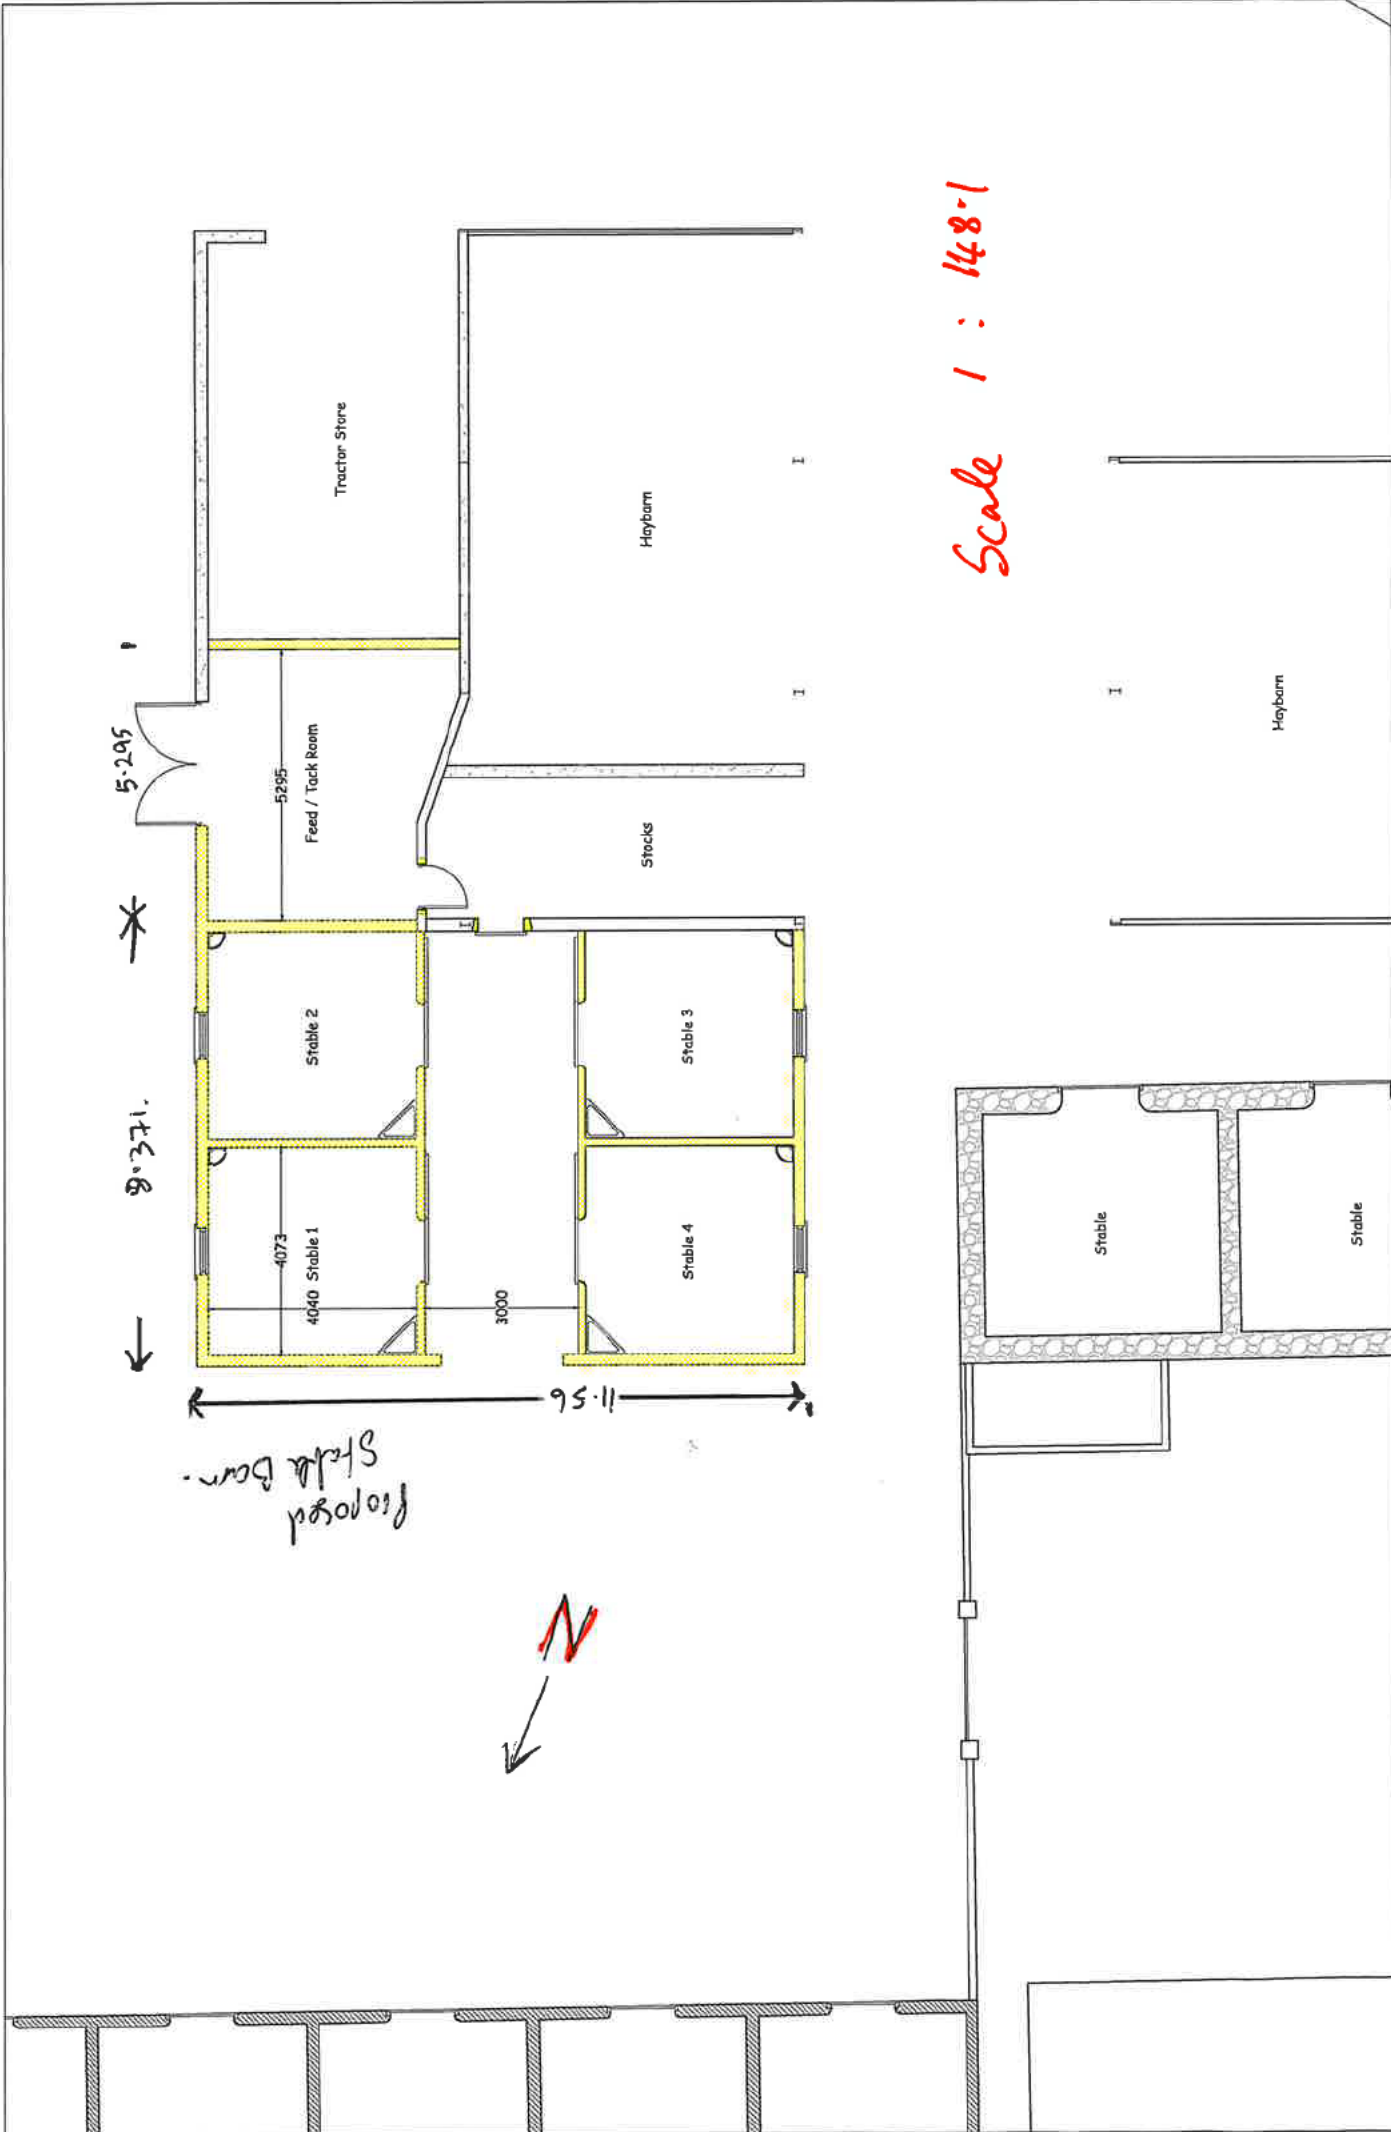 Tractor Store
Haybarn
Scale 1 : 148.1
5.295
5295
Feed / Tack Room
Stocks
Haybarn
8.371.
Stable 2
Stable 3
4073
4040
Stable 1
3000
Stable 4
Stable
Stable
11.56
Proposed
Stable Barn.
N